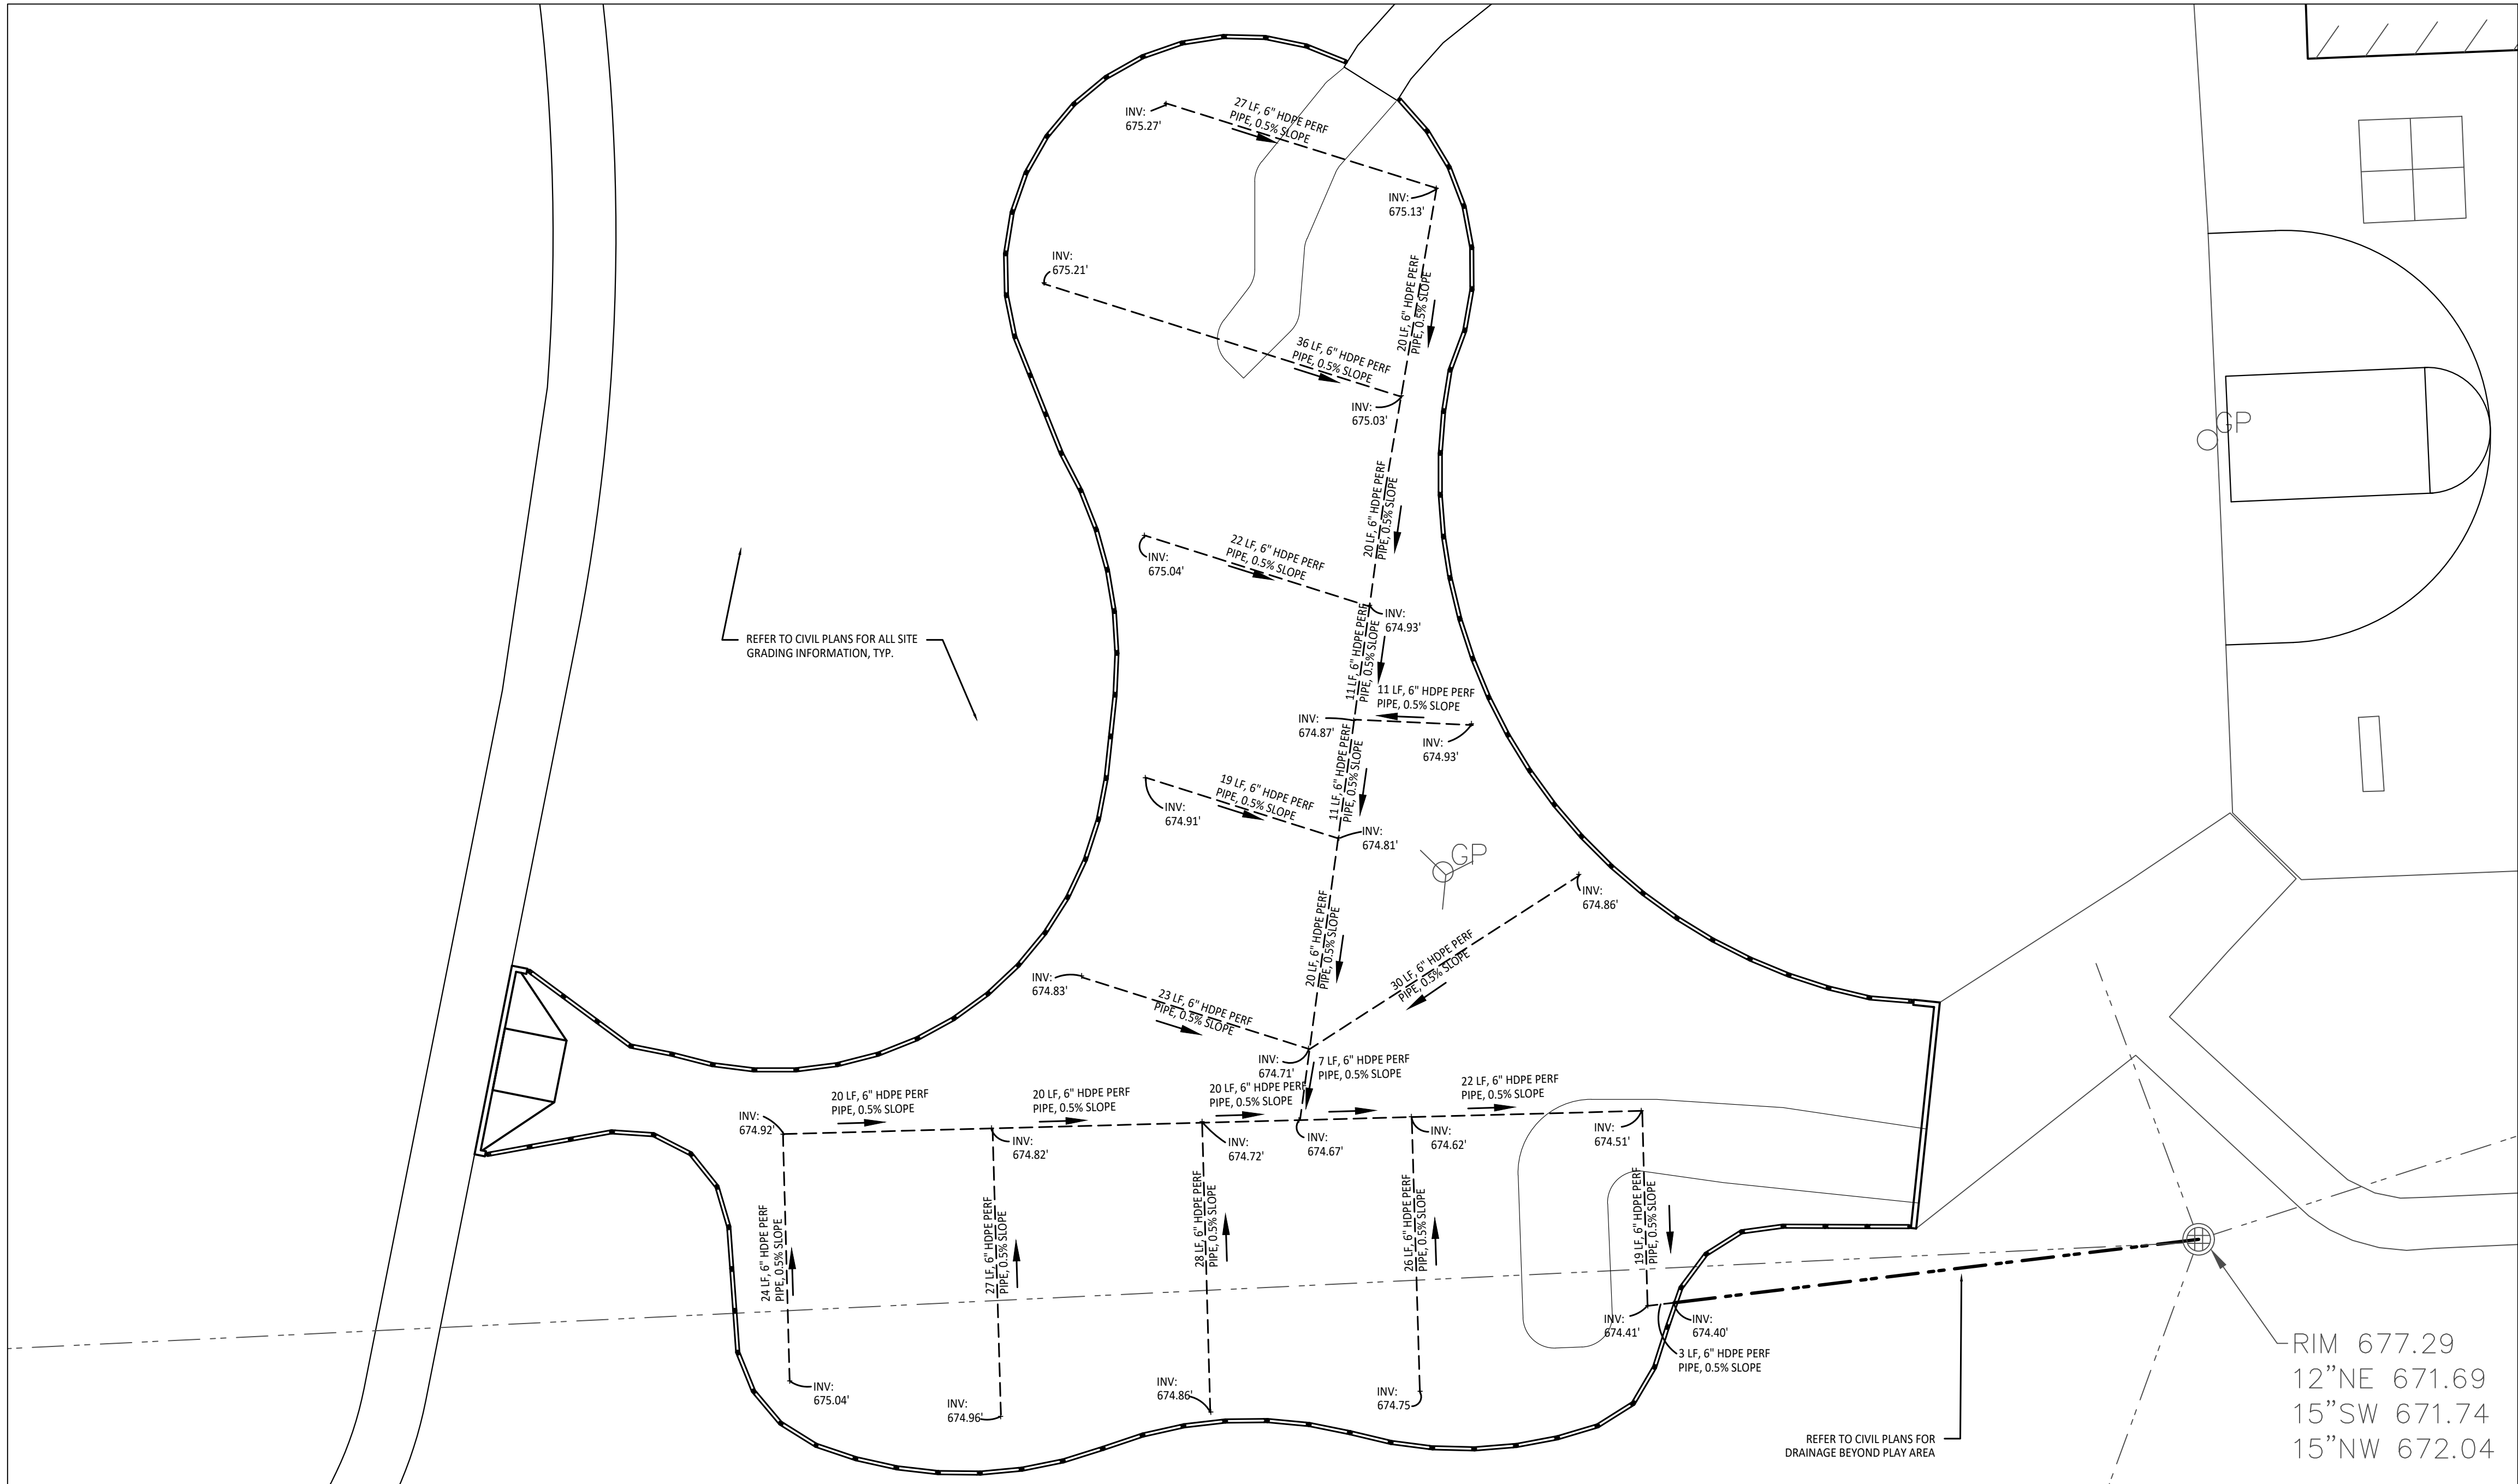 27 LF, 6" HDPE PERF
PIPE, 0.5% SLOPE
INV:
675.27'
INV:
675.13'
INV:
675.21'
20 LF, 6" HDPE PERF
PIPE, 0.5% SLOPE
36 LF, 6" HDPE PERF
PIPE, 0.5% SLOPE
INV:
675.03'
GP
20 LF, 6" HDPE PERF
PIPE, 0.5% SLOPE
22 LF, 6" HDPE PERF
PIPE, 0.5% SLOPE
INV:
675.04'
INV:
674.93'
REFER TO CIVIL PLANS FOR ALL SITE
GRADING INFORMATION, TYP.
11 LF, 6" HDPE PERF
PIPE, 0.5% SLOPE
11 LF, 6" HDPE PERF
PIPE, 0.5% SLOPE
INV:
674.87'
INV:
674.93'
11 LF, 6" HDPE PERF
PIPE, 0.5% SLOPE
19 LF, 6" HDPE PERF
PIPE, 0.5% SLOPE
INV:
674.91'
INV:
674.81'
GP
INV:
674.86'
20 LF, 6" HDPE PERF
PIPE, 0.5% SLOPE
30 LF, 6" HDPE PERF
PIPE, 0.5% SLOPE
INV:
674.83'
23 LF, 6" HDPE PERF
PIPE, 0.5% SLOPE
INV:
674.71'
7 LF, 6" HDPE PERF
PIPE, 0.5% SLOPE
20 LF, 6" HDPE PERF
PIPE, 0.5% SLOPE
20 LF, 6" HDPE PERF
PIPE, 0.5% SLOPE
20 LF, 6" HDPE PERF
PIPE, 0.5% SLOPE
22 LF, 6" HDPE PERF
PIPE, 0.5% SLOPE
INV:
674.92'
INV:
674.82'
INV:
674.72'
INV:
674.67'
INV:
674.62'
INV:
674.51'
24 LF, 6" HDPE PERF
PIPE, 0.5% SLOPE
27 LF, 6" HDPE PERF
PIPE, 0.5% SLOPE
28 LF, 6" HDPE PERF
PIPE, 0.5% SLOPE
26 LF, 6" HDPE PERF
PIPE, 0.5% SLOPE
19 LF, 6" HDPE PERF
PIPE, 0.5% SLOPE
INV:
674.41'
INV:
674.40'
3 LF, 6" HDPE PERF
PIPE, 0.5% SLOPE
INV:
675.04'
INV:
674.96'
INV:
674.86'
INV:
674.75
REFER TO CIVIL PLANS FOR
DRAINAGE BEYOND PLAY AREA
RIM 677.29
12"NE 671.69
15"SW 671.74
15"NW 672.04